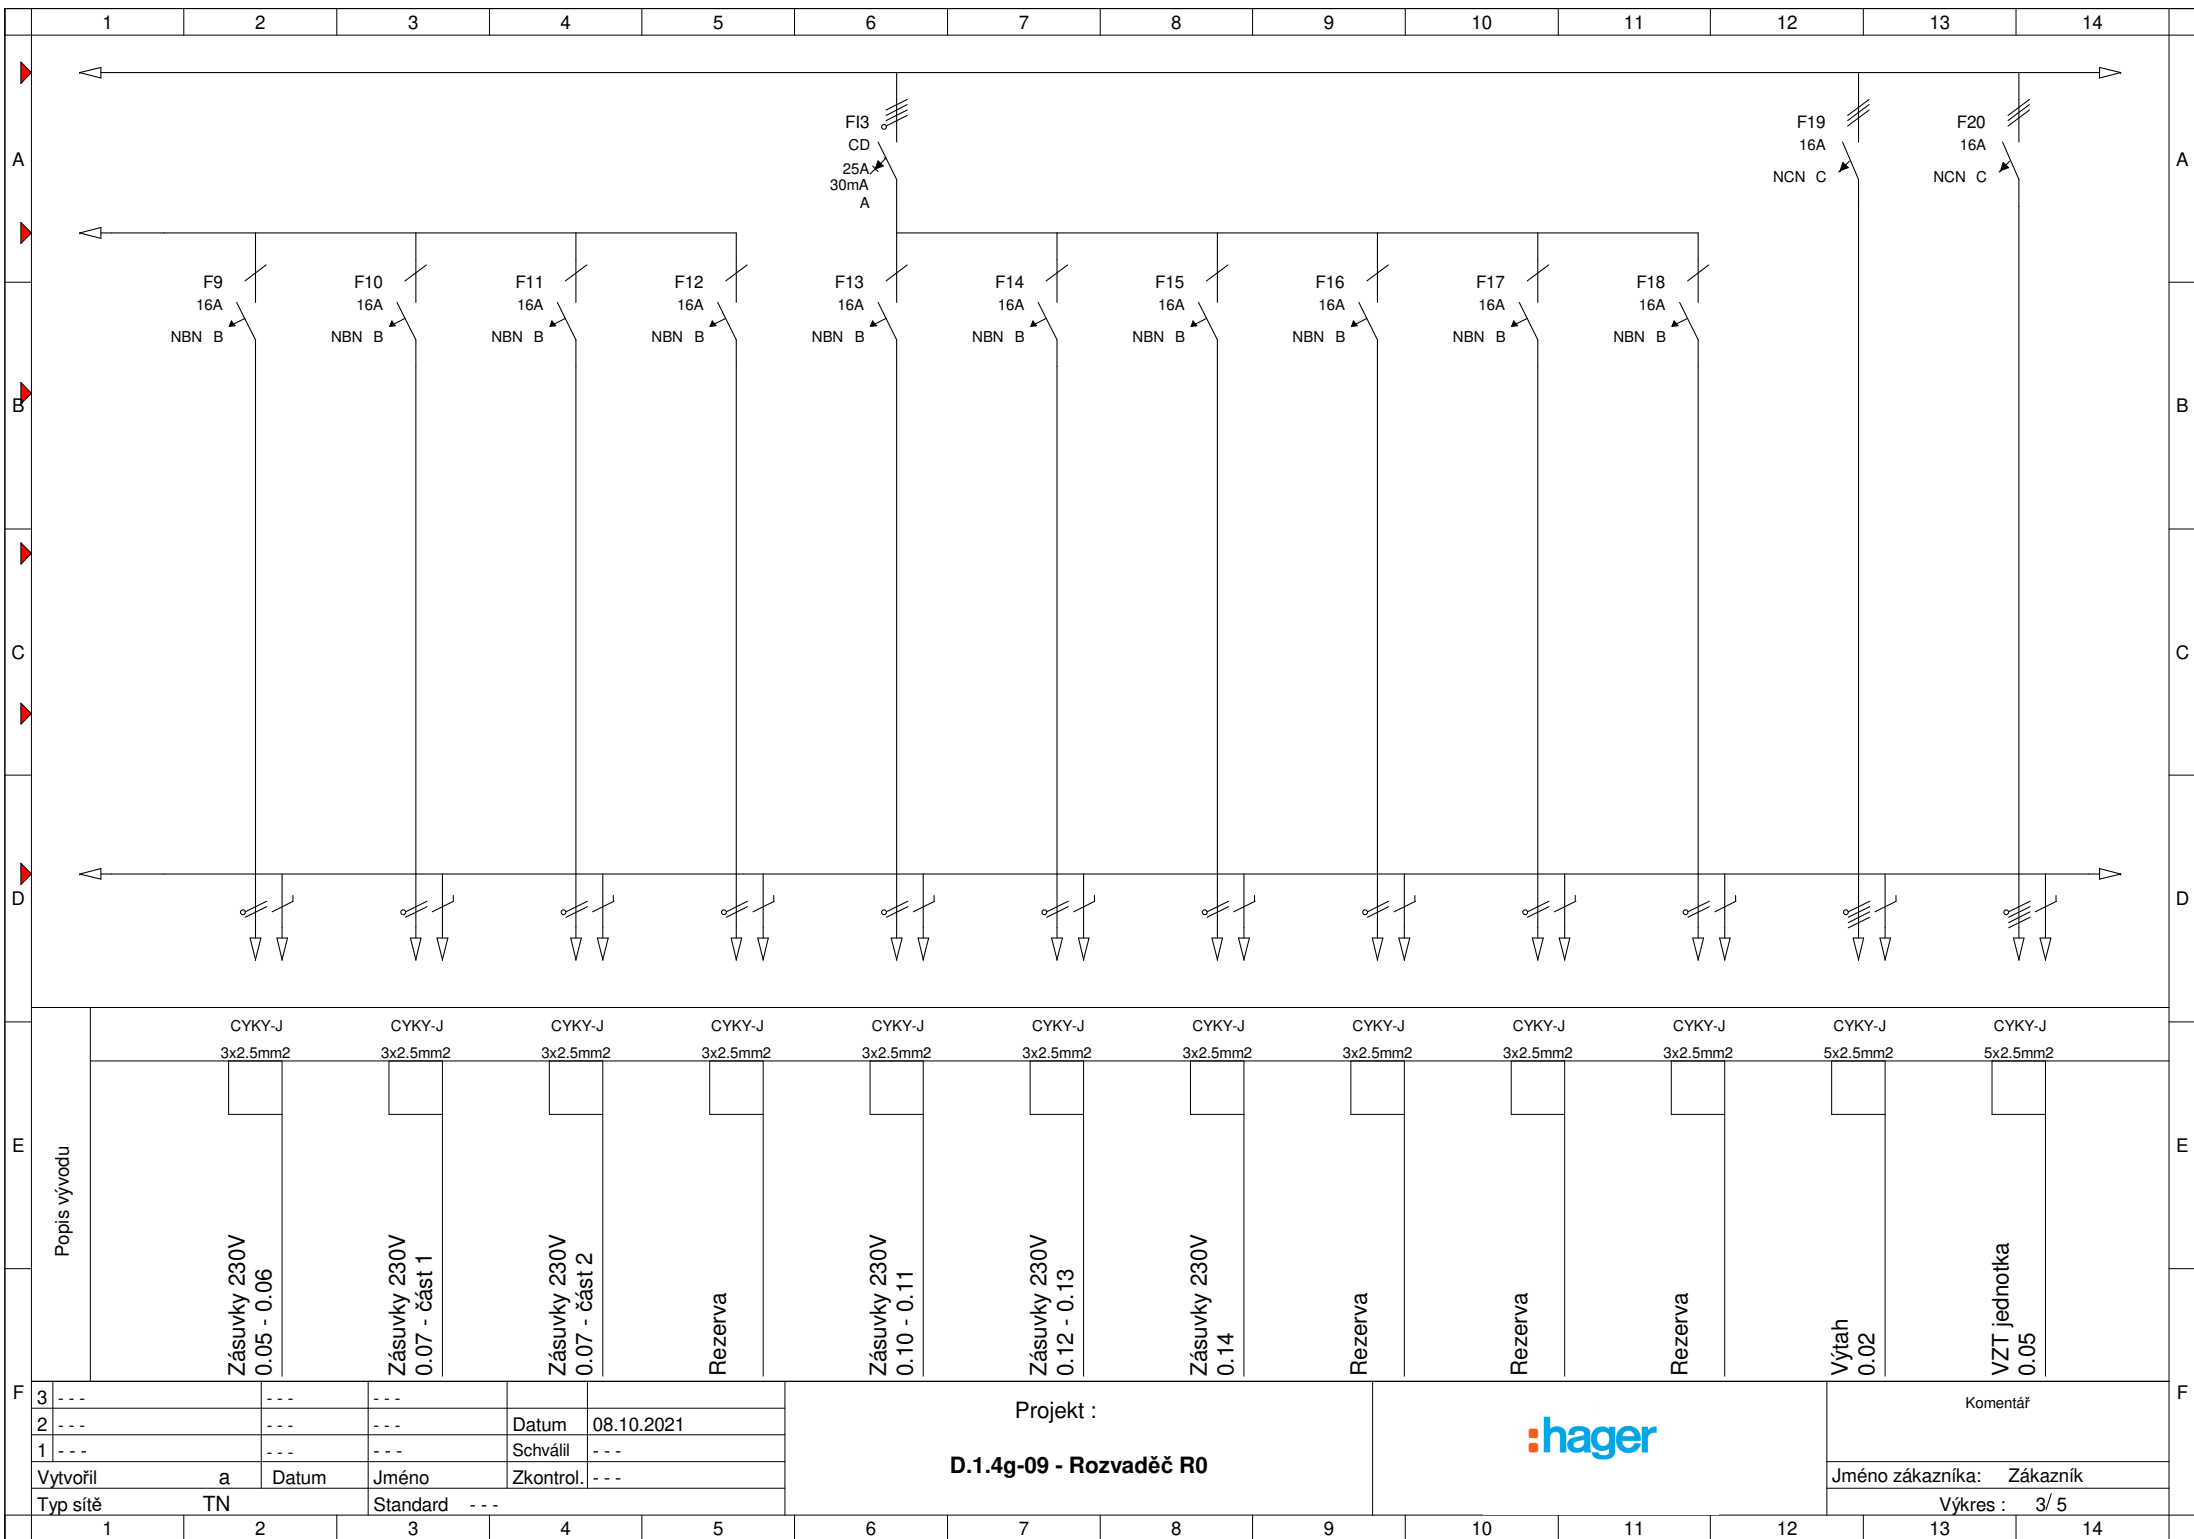 1 2 3 4 5 6 7 8 9 10 11 12 13 14
A A
B B
C C
D D
E E
F F
FI3
CD
25A
30mA
A
F19
16A
NCN C
F20
16A
NCN C
F9
16A
NBN B
F10
16A
NBN B
F11
16A
NBN B
F12
16A
NBN B
F13
16A
NBN B
F14
16A
NBN B
F15
16A
NBN B
F16
16A
NBN B
F17
16A
NBN B
F18
16A
NBN B
Popis vývodu
CYKY-J
3x2.5mm2
Zásuvky 230V
0.05 - 0.06
CYKY-J
3x2.5mm2
Zásuvky 230V
0.07 - část 1
CYKY-J
3x2.5mm2
Zásuvky 230V
0.07 - část 2
CYKY-J
3x2.5mm2
Rezerva
CYKY-J
3x2.5mm2
Zásuvky 230V
0.10 - 0.11
CYKY-J
3x2.5mm2
Zásuvky 230V
0.12 - 0.13
CYKY-J
3x2.5mm2
Zásuvky 230V
0.14
CYKY-J
3x2.5mm2
Rezerva
CYKY-J
3x2.5mm2
Rezerva
CYKY-J
3x2.5mm2
Rezerva
CYKY-J
5x2.5mm2
Výtah
0.02
CYKY-J
5x2.5mm2
VZT jednotka
0.05
3 - - - - - - - - -
2 - - - - - - - - - Datum 08.10.2021
1 - - - - - - - - - Schválil - - -
Vytvořil a Datum Jméno Zkontrol. - - -
Typ sítě TN Standard - - -
Projekt :
D.1.4g-09 - Rozvaděč R0
:hager
Komentář
Jméno zákazníka: Zákazník
Výkres : 3/ 5
1 2 3 4 5 6 7 8 9 10 11 12 13 14